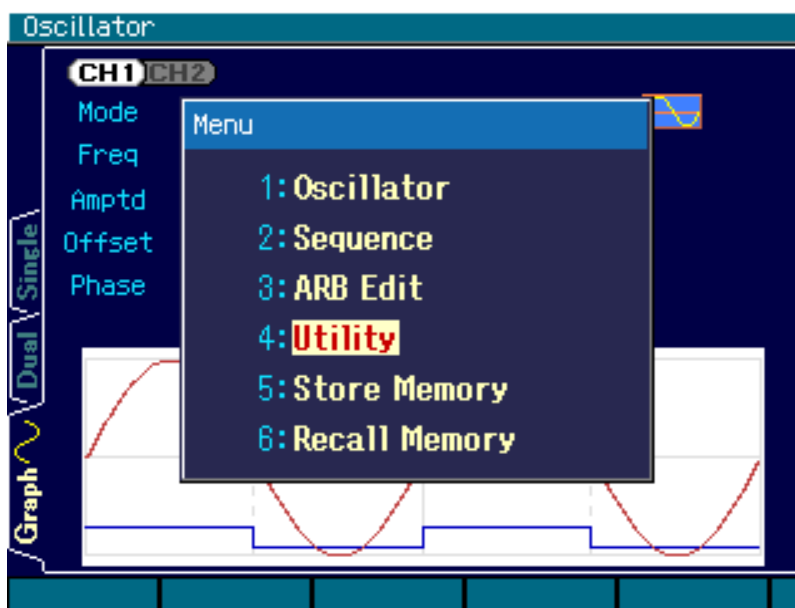 Oscillator
CH1 CH2
Mode
Freq
Amptd
Offset
Phase
Single
Dual
Graph
Menu
1:Oscillator
2:Sequence
3:ARB Edit
4:Utility
5:Store Memory
6:Recall Memory